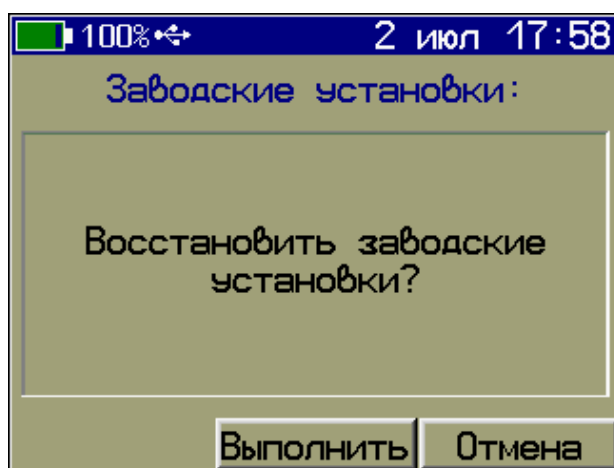 100% 2 июл 17:58
Заводские установки:
Восстановить заводские
установки?
Выполнить Отмена